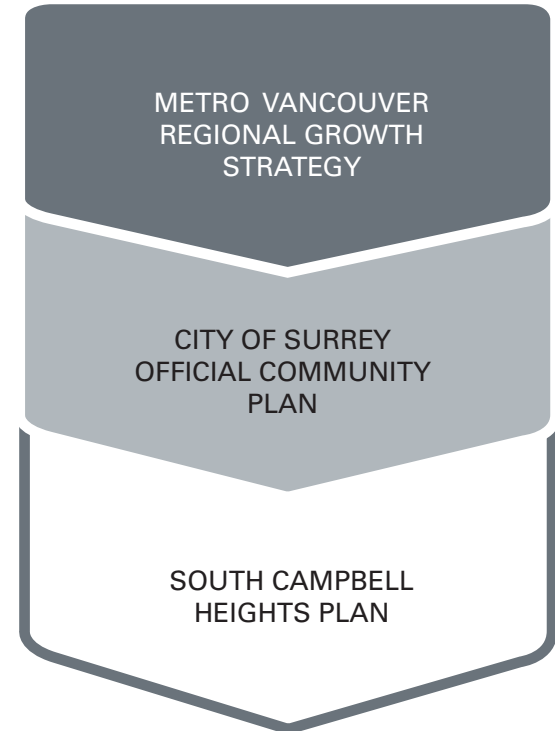 METRO VANCOUVER
REGIONAL GROWTH
STRATEGY
CITY OF SURREY
OFFICIAL COMMUNITY
PLAN
SOUTH CAMPBELL
HEIGHTS PLAN